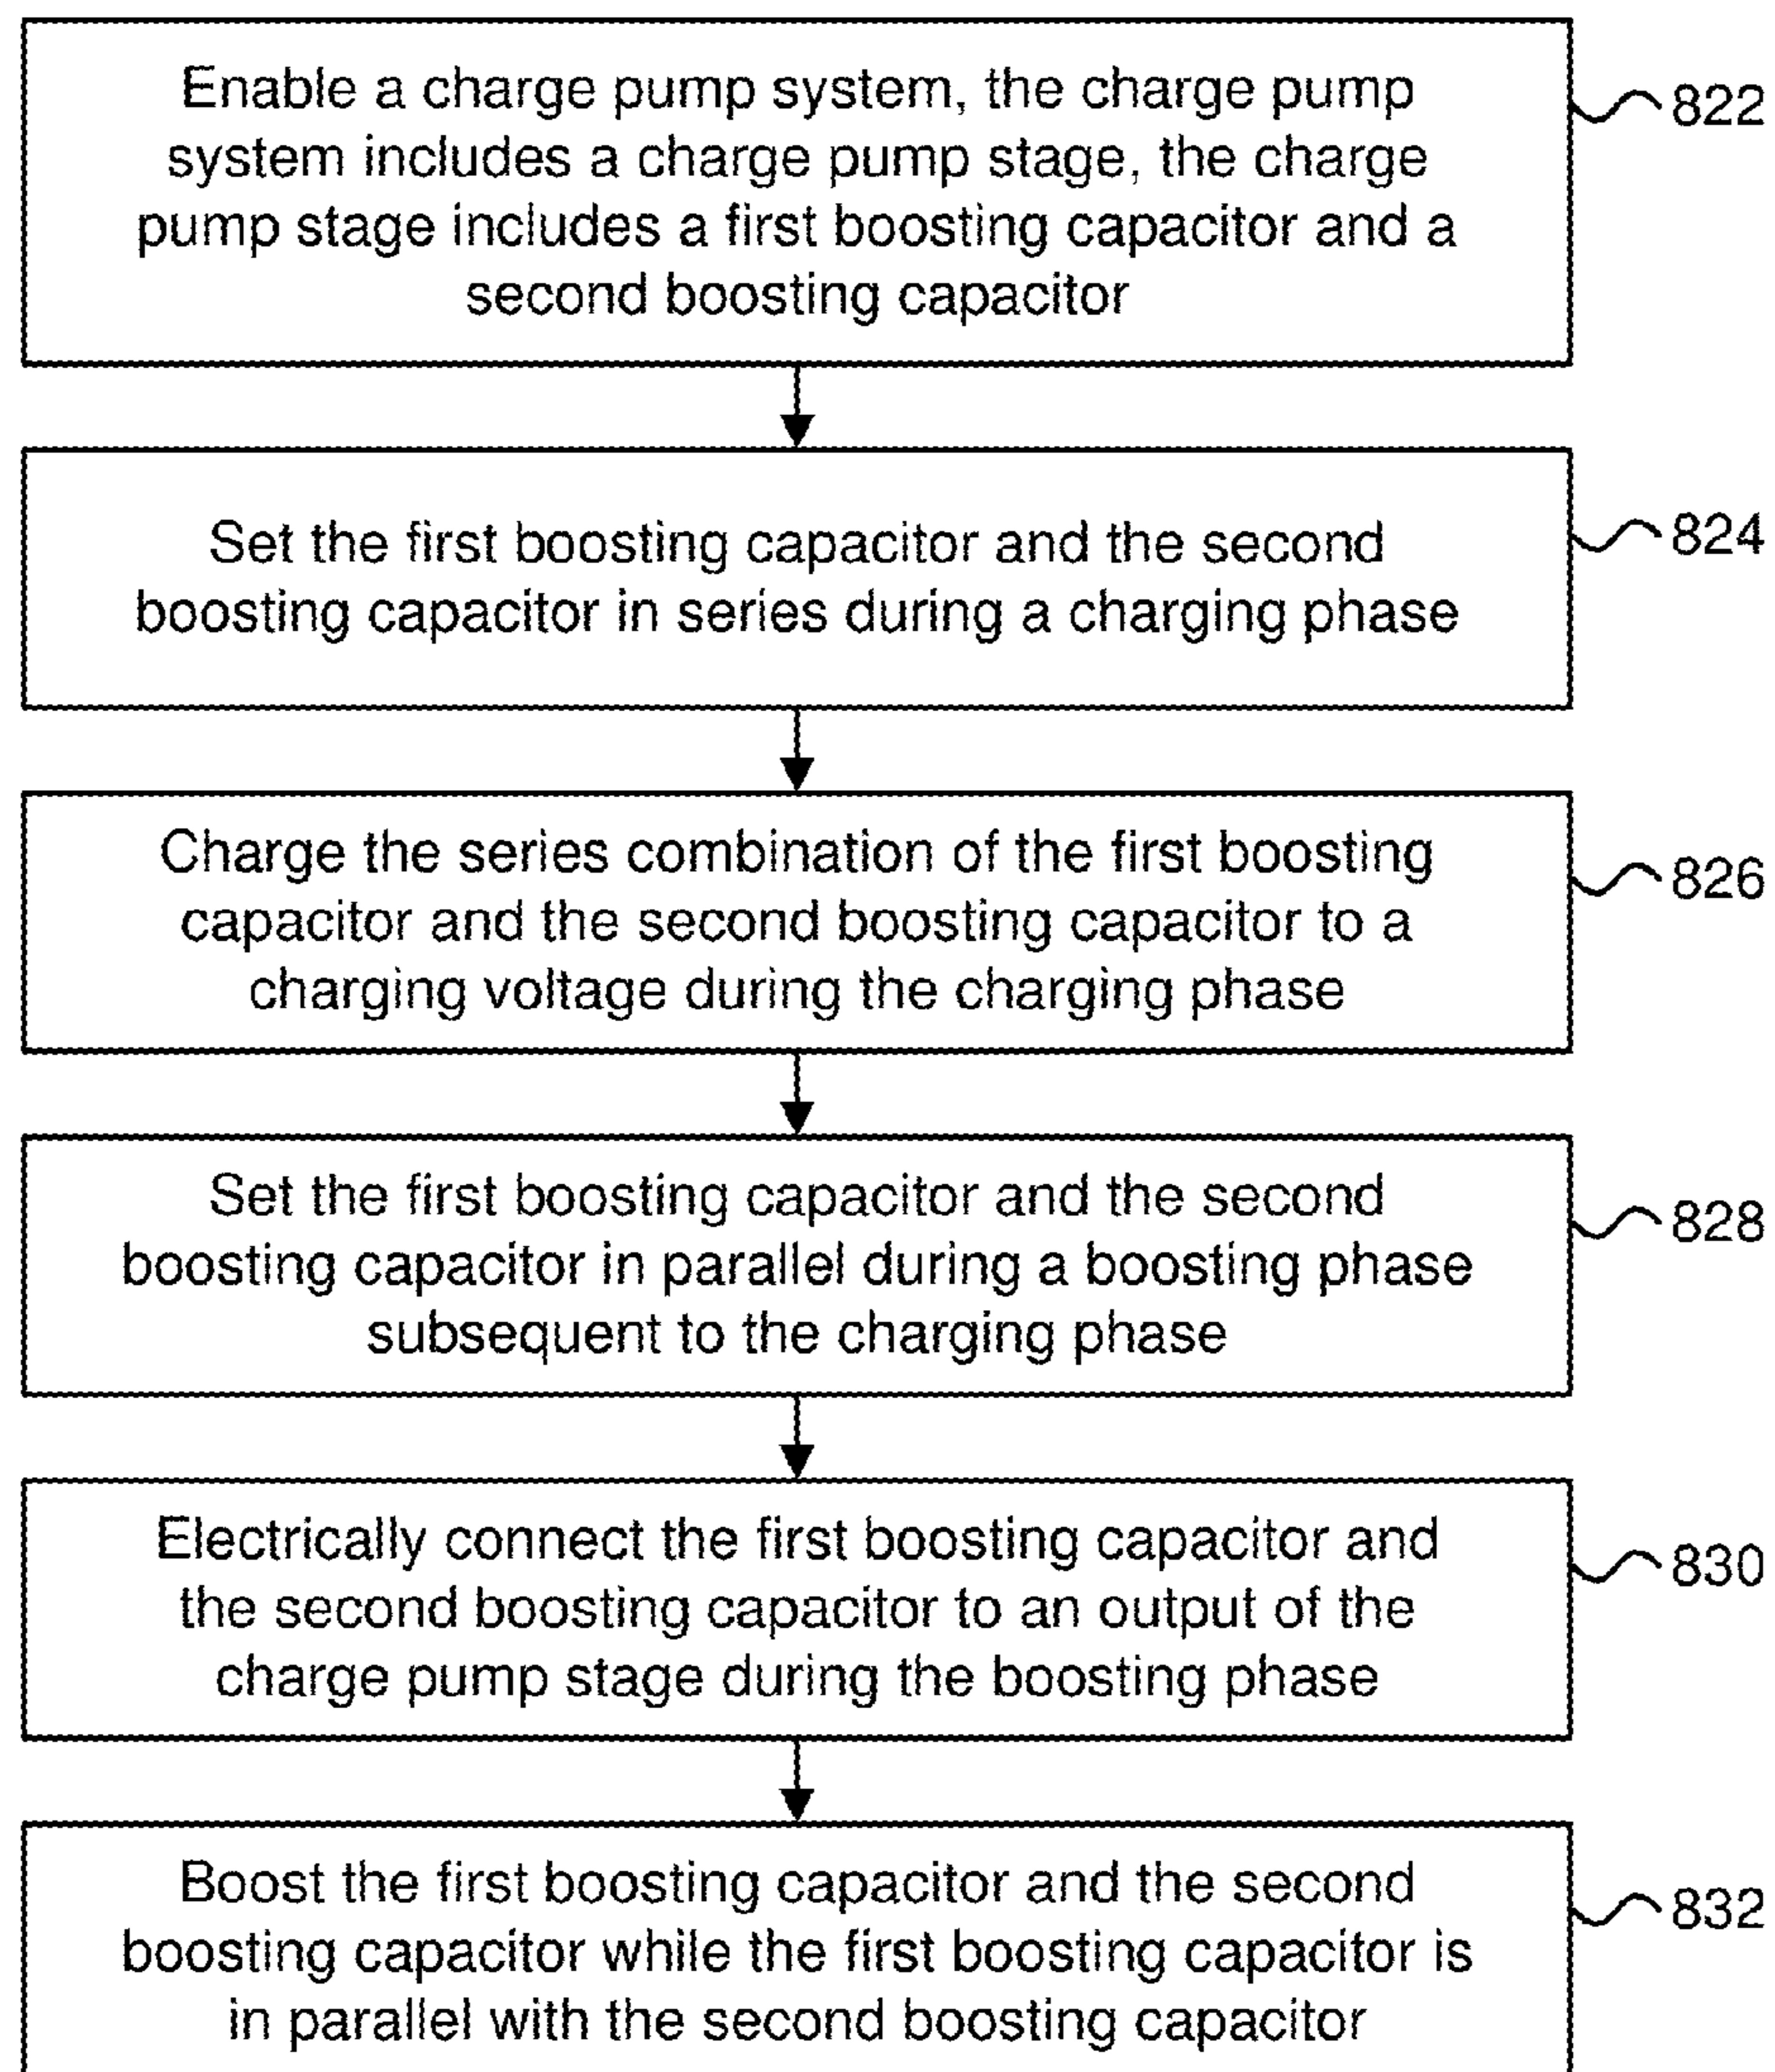 Enable a charge pump system, the charge pump
system includes a charge pump stage, the charge
pump stage includes a first boosting capacitor and a
second boosting capacitor
822
Set the first boosting capacitor and the second
boosting capacitor in series during a charging phase
824
Charge the series combination of the first boosting
capacitor and the second boosting capacitor to a
charging voltage during the charging phase
826
Set the first boosting capacitor and the second
boosting capacitor in parallel during a boosting phase
subsequent to the charging phase
828
Electrically connect the first boosting capacitor and
the second boosting capacitor to an output of the
charge pump stage during the boosting phase
830
Boost the first boosting capacitor and the second
boosting capacitor while the first boosting capacitor is
in parallel with the second boosting capacitor
832